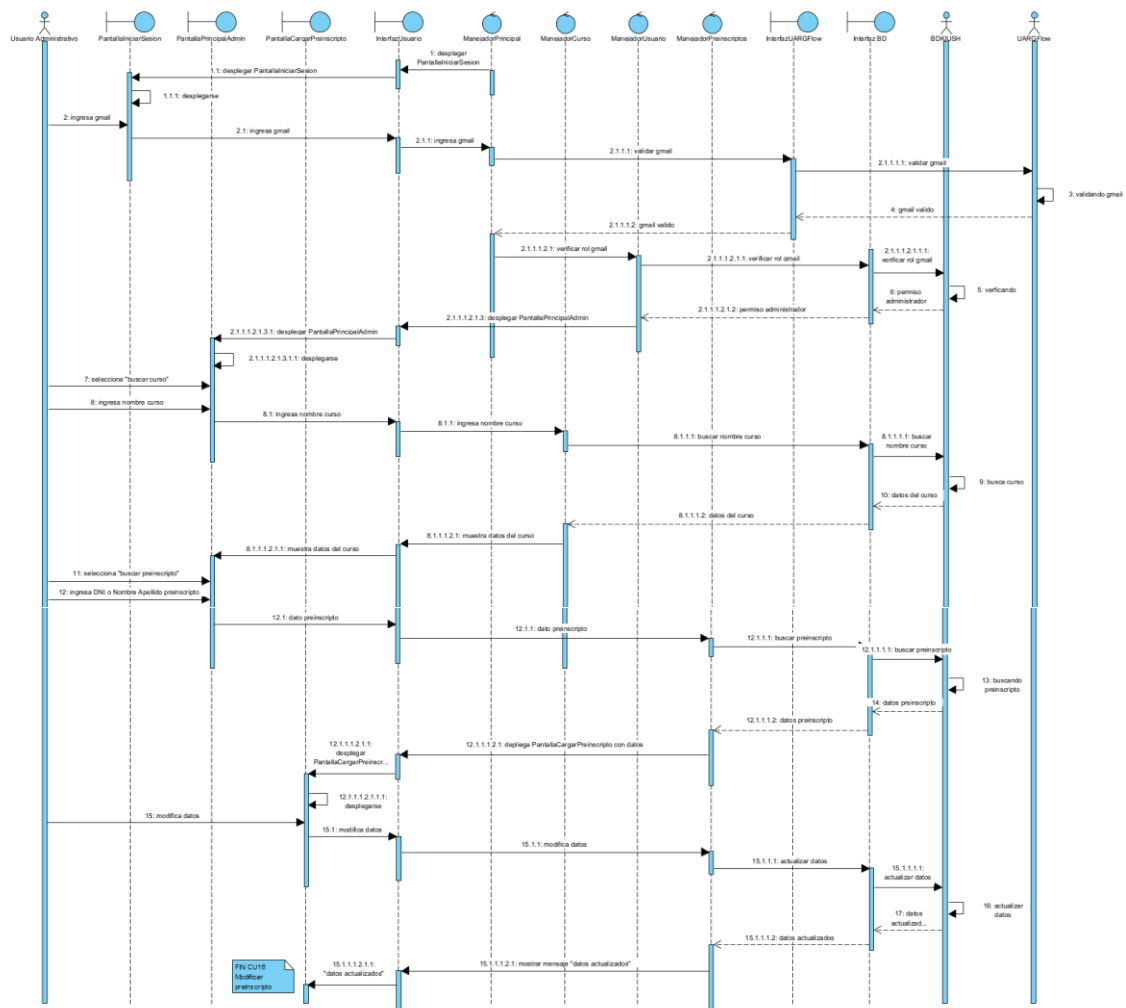 Usuario Administrativo
PantallaIniciarSesion
PantallaPrincipalAdmin
PantallaCargarPreinscripto
InterfazUsuario
ManejadorPrincipal
ManejadorCurso
ManejadorUsuario
ManejadorPreinscriptos
InterfazUARGFlow
Interfaz BD
UARGFlow
1: desplegar
PantallaIniciarSesion
1.1: desplegar PantallaIniciarSesion
1.1.1: desplegarse
2: ingresa gmail
2.1: ingresa gmail
2.1.1: ingresa gmail
2.1.1.1: validar gmail
2.1.1.1.1: validar gmail
3: validando gmail
4: gmail valido
2.1.1.1.2: gmail valido
2.1.1.1.2.1: verificar rol gmail
2.1.1.1.2.1.1: verificar rol gmail
2.1.1.1.2.1.1.1:
verificar rol gmail
5: verficando
6: permiso
administrador
2.1.1.1.2.1.2: permiso administrador
2.1.1.1.2.1.3: desplegar PantallaPrincipalAdmin
2.1.1.1.2.1.3.1: desplegar PantallaPrincipalAdmin
2.1.1.1.2.1.3.1.1: desplegarse
7: selecciona "buscar curso"
8: ingresa nombre curso
8.1: ingresa nombre curso
8.1.1: ingresa nombre curso
8.1.1.1: buscar nombre curso
8.1.1.1.1: buscar
nombre curso
9: busca curso
10: datos del curso
8.1.1.1.2: datos del curso
8.1.1.1.2.1: muestra datos del curso
8.1.1.1.2.1.1: muestra datos del curso
11: selecciona "buscar preinscripto"
12: ingresa DNI o Nombre Apellido preinscripto
12.1: dato preinscripto
12.1.1: dato preinscripto
12.1.1.1: buscar preinscripto
12.1.1.1.1: buscar preinscripto
13: buscando
preinscripto
14: datos preinscripto
12.1.1.1.2: datos preinscripto
12.1.1.1.2.1: depliega PantallaCargarPreinscripto con datos
12.1.1.1.2.1.1:
desplegar
PantallaCargarPreinscr...
12.1.1.1.2.1.1.1:
desplegarse
15: modifica datos
15.1: modifica datos
15.1.1: modifica datos
15.1.1.1: actualizar datos
15.1.1.1.1:
actualizar datos
16: actualizar
datos
17: datos
actualizad...
15.1.1.1.2: datos actualizados
15.1.1.1.2.1: mostrar mensaje "datos actualizados"
15.1.1.1.2.1.1:
"datos actualizados"
FIN CU16
Modificar
preinscripto